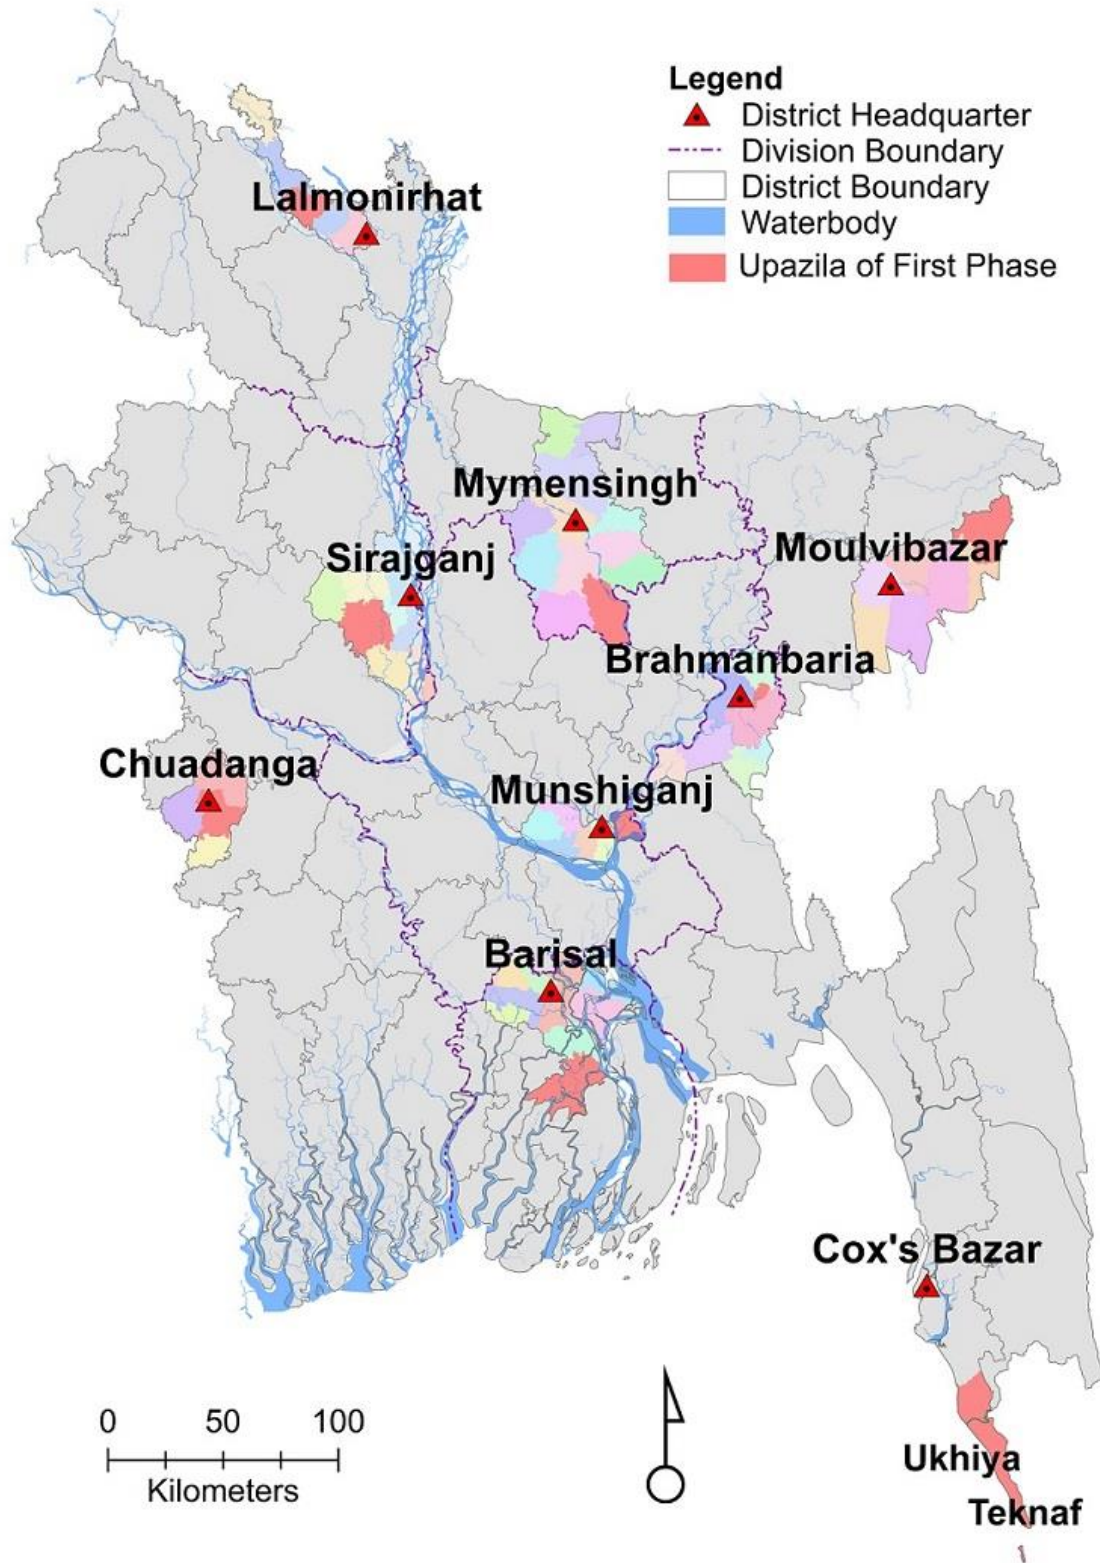 Legend
District Headquarter
Division Boundary
District Boundary
Waterbody
Upazila of First Phase
Lalmonirhat
Mymensingh
Sirajganj
Moulvibazar
Brahmanbaria
Chuadanga
Munshiganj
Barisal
Cox's Bazar
Ukhiya
Teknaf
0 50 100
Kilometers